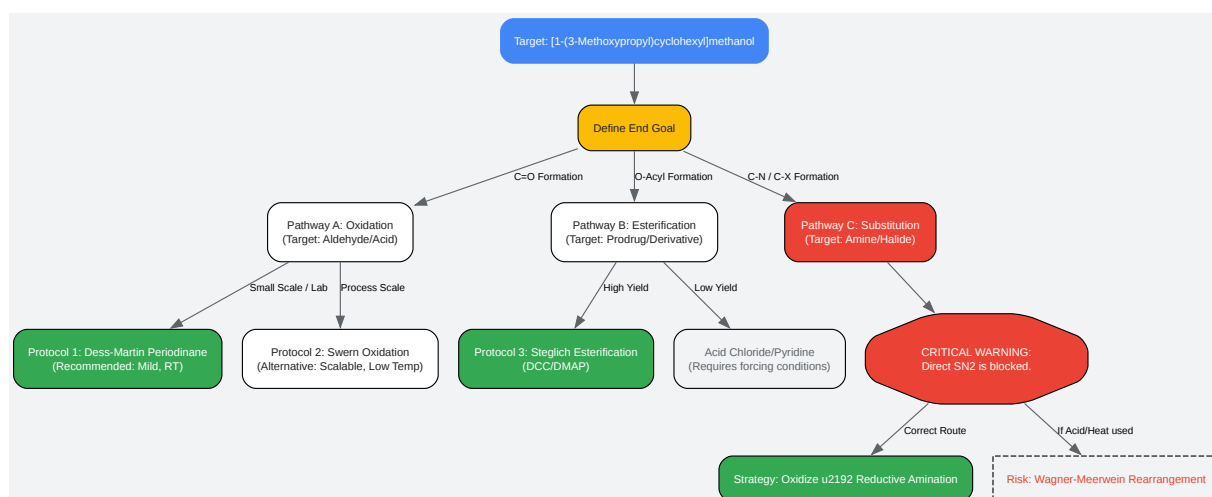 Target: [1-(3-Methoxypropyl)cyclohexyl]methanol
Define End Goal
C=O Formation
O-Acyl Formation
C-N / C-X Formation
Pathway A: Oxidation
(Target: Aldehyde/Acid)
Pathway B: Esterification
(Target: Prodrug/Derivative)
Pathway C: Substitution
(Target: Amine/Halide)
Small Scale / Lab
Process Scale
High Yield
Low Yield
Protocol 1: Dess-Martin Periodinane
(Recommended: Mild, RT)
Protocol 2: Swern Oxidation
(Alternative: Scalable, Low Temp)
Protocol 3: Steglich Esterification
(DCC/DMAP)
Acid Chloride/Pyridine
(Requires forcing conditions)
CRITICAL WARNING:
Direct SN2 is blocked.
Correct Route
If Acid/Heat used
Strategy: Oxidize u2192 Reductive Amination
Risk: Wagner-Meerwein Rearrangement